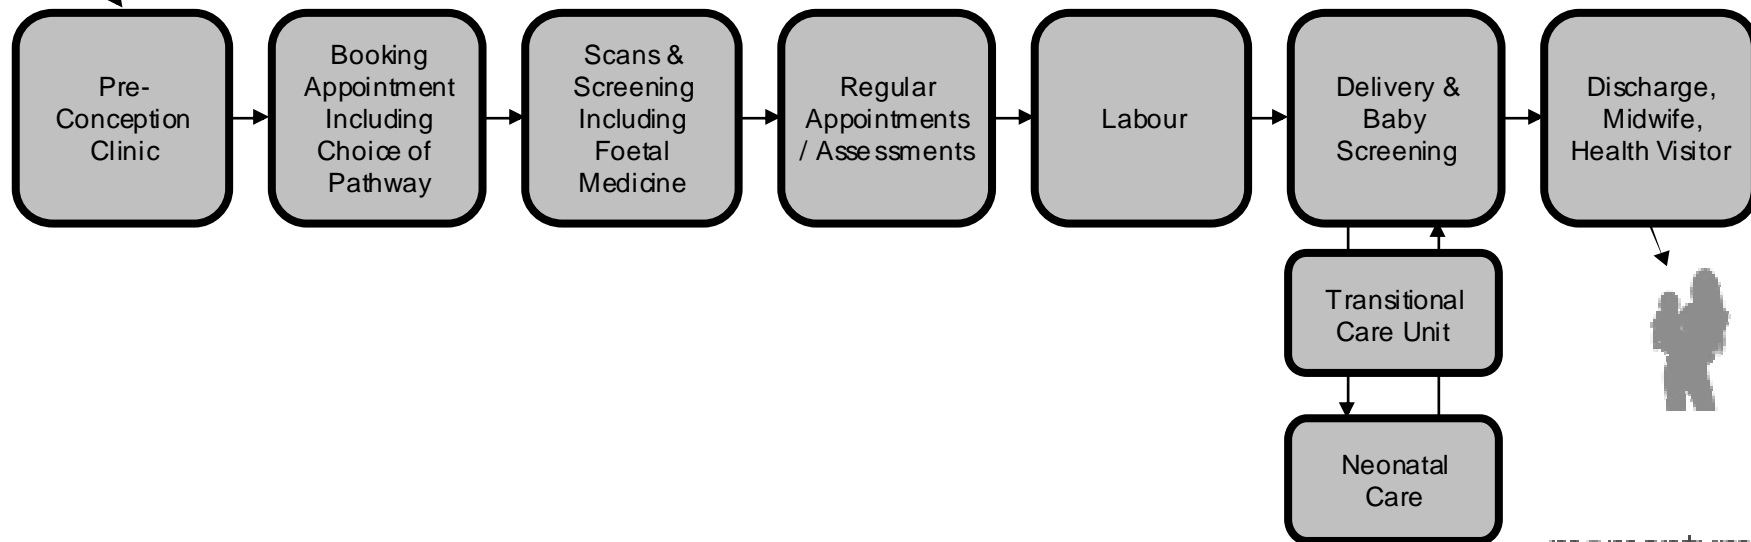 Pre-
Conception
Clinic
Booking
Appointment
Including
Choice of
Pathway
Scans &
Screening
Including
Foetal
Medicine
Regular
Appointments
/ Assessments
Labour
Delivery &
Baby
Screening
Discharge,
Midwife,
Health Visitor
Transitional
Care Unit
Neonatal
Care